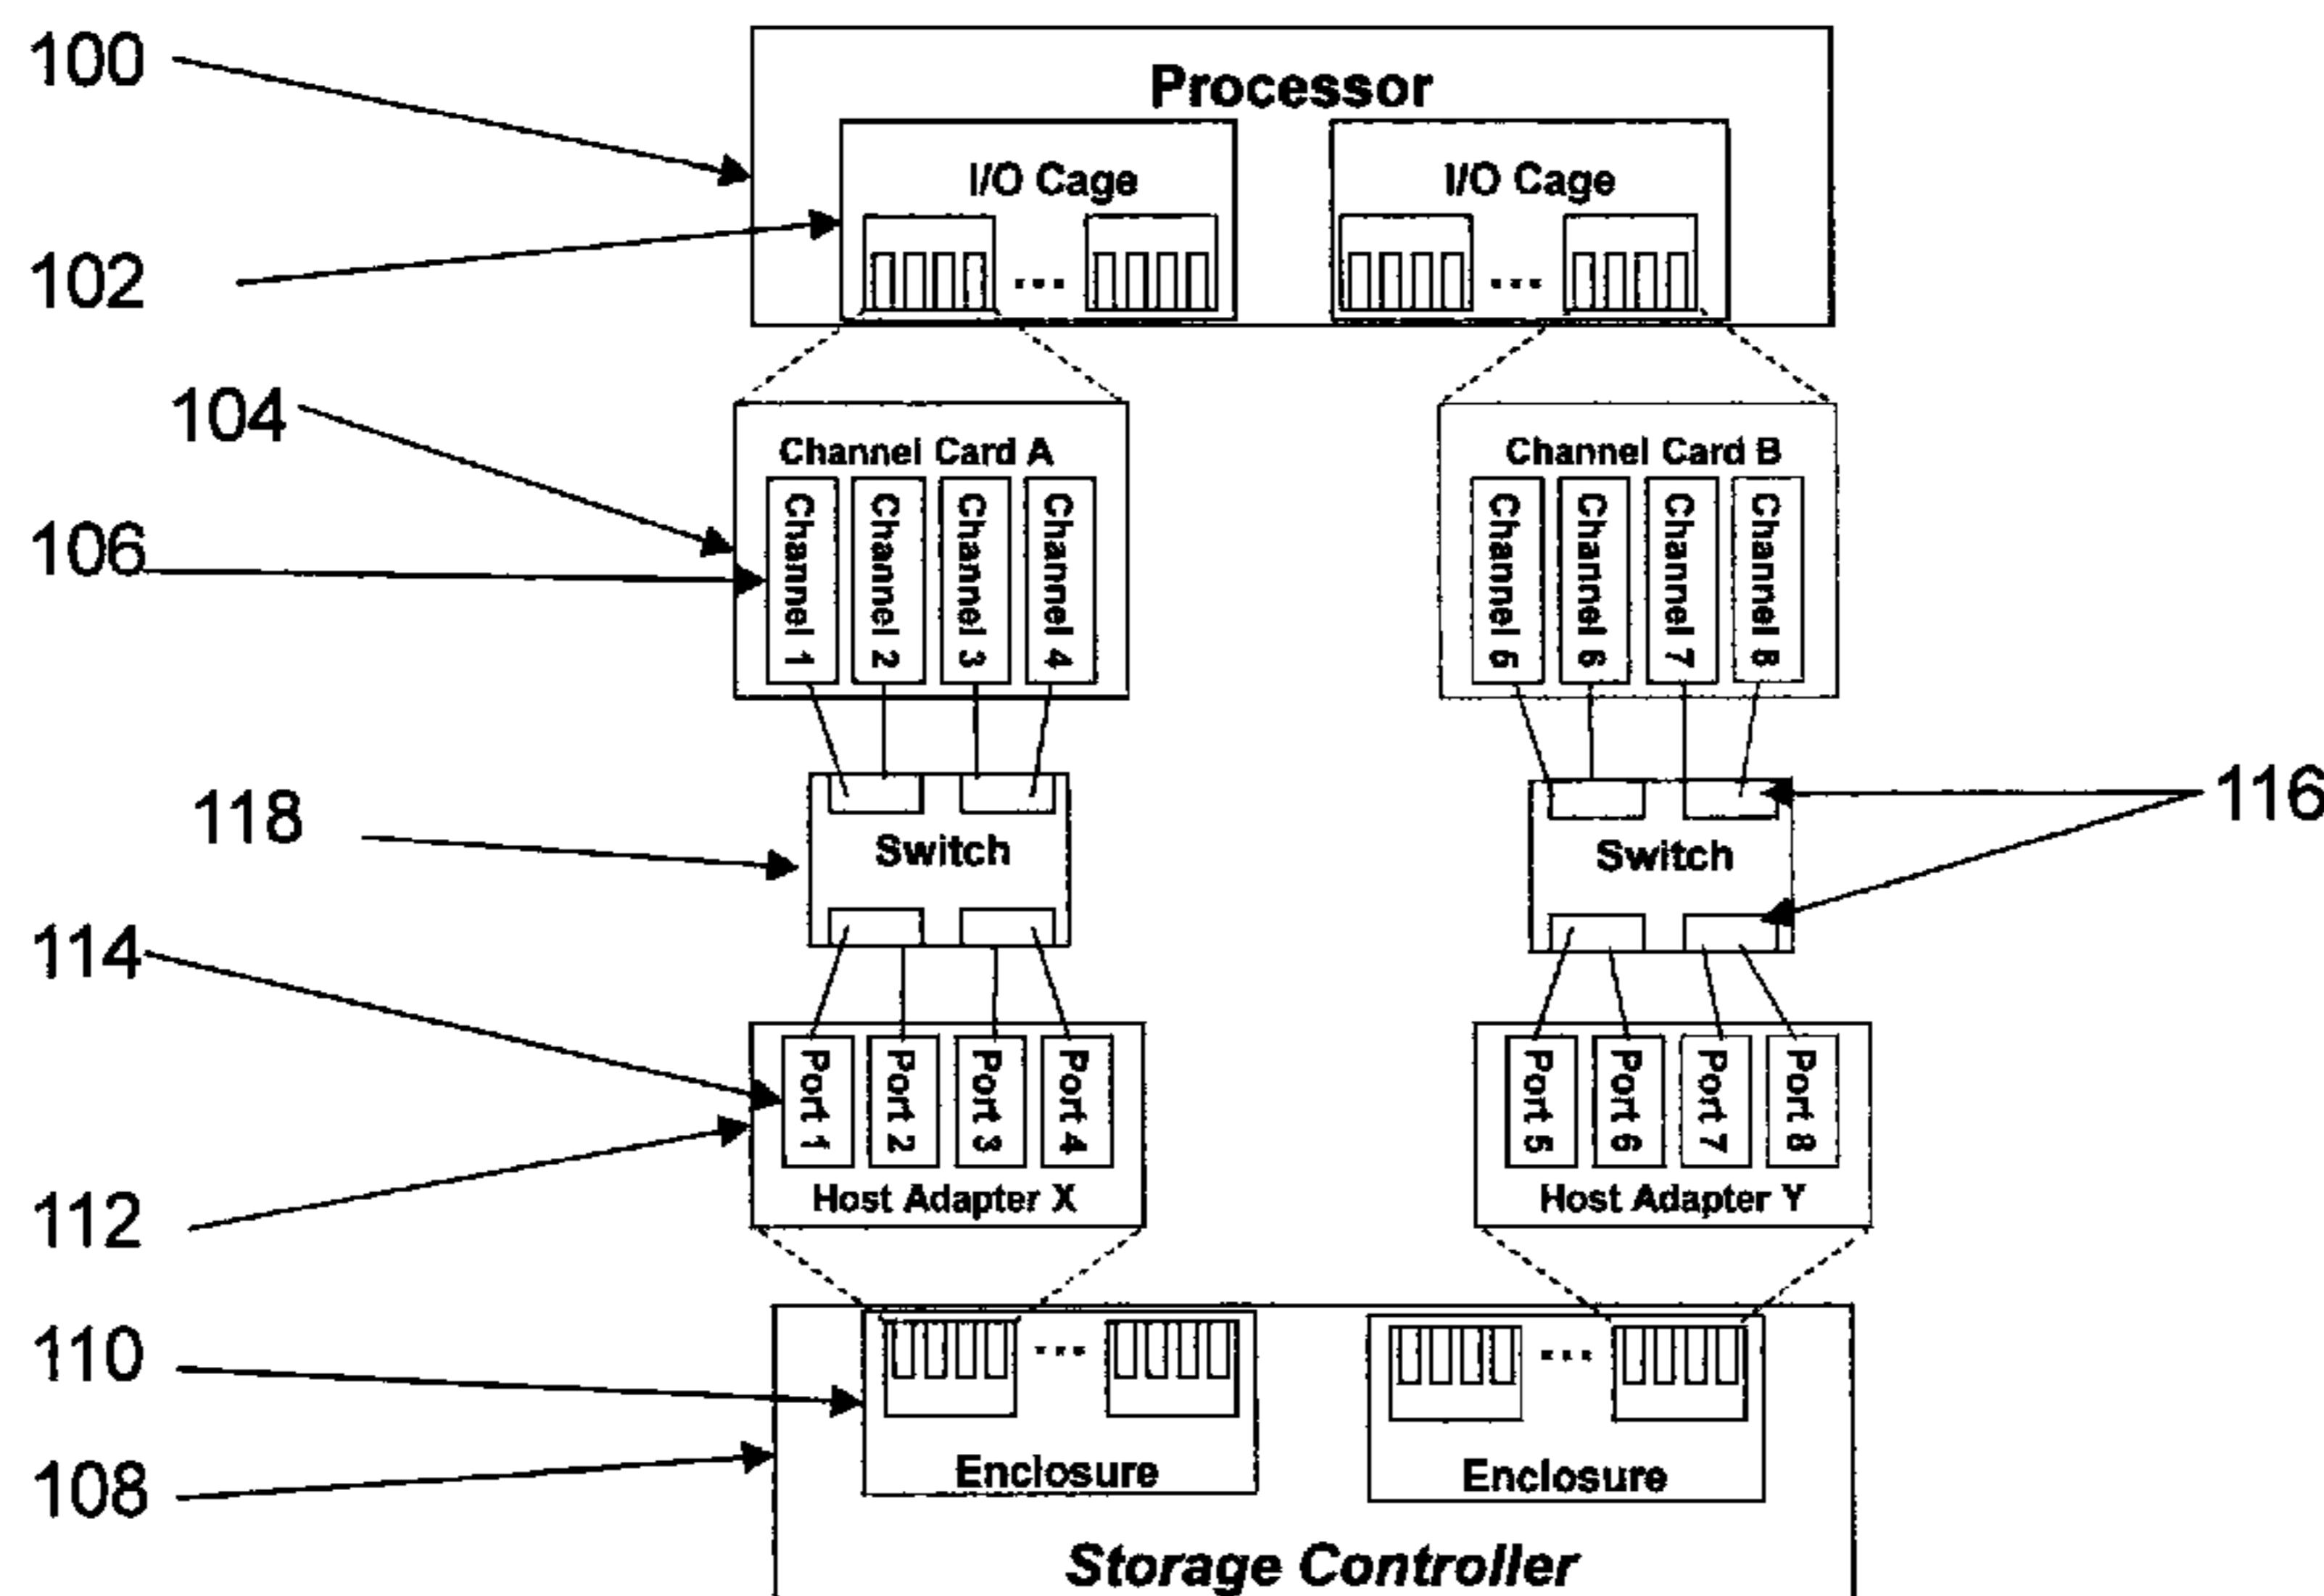 100
Processor
I/O Cage
I/O Cage
102
...
...
104
Channel Card A
Channel Card B
106
Channel 1
Channel 2
Channel 3
Channel 4
Channel 5
Channel 6
Channel 7
Channel 8
118
Switch
Switch
116
114
Port 1
Port 2
Port 3
Port 4
Port 5
Port 6
Port 7
Port 8
112
Host Adapter X
Host Adapter Y
110
...
...
Enclosure
Enclosure
108
Storage Controller